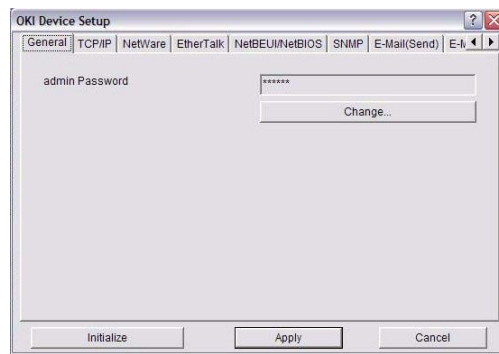 OKI Device Setup
General TCP/IP NetWare EtherTalk NetBEUI/NetBIOS SNMP E-Mail(Send)
admin Password ******
Change...
Initialize Apply Cancel